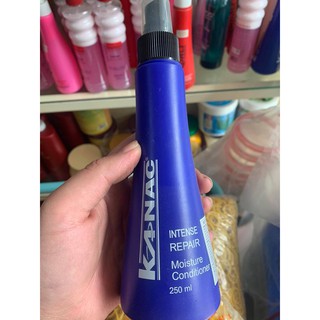 KANAC
INTENSE
REPAIR
Moisture
Conditioner
250 ml